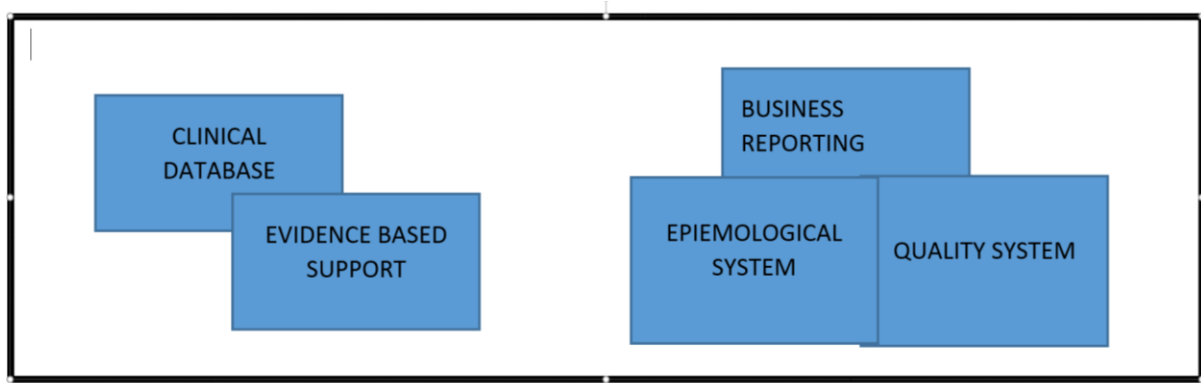 CLINICAL
DATABASE
EVIDENCE BASED
SUPPORT
BUSINESS
REPORTING
EPIEMOLOGICAL
SYSTEM
QUALITY SYSTEM